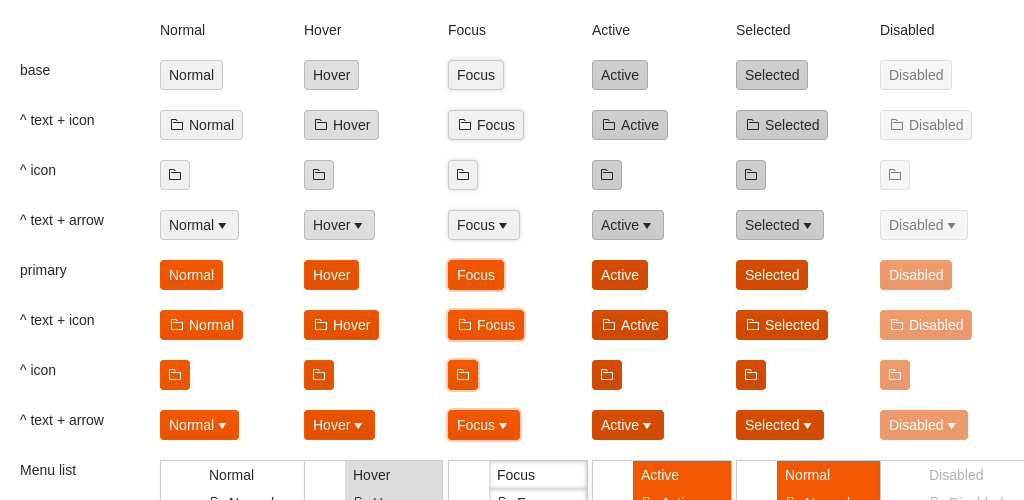 Normal Hover Focus Active Selected Disabled
base Normal Hover Focus Active Selected Disabled
^ text + icon Normal Hover Focus Active Selected Disabled
^ icon
^ text + arrow Normal Hover Focus Active Selected Disabled
primary Normal Hover Focus Active Selected Disabled
^ text + icon Normal Hover Focus Active Selected Disabled
^ icon
^ text + arrow Normal Hover Focus Active Selected Disabled
Menu list Normal Hover Focus Active Normal Disabled